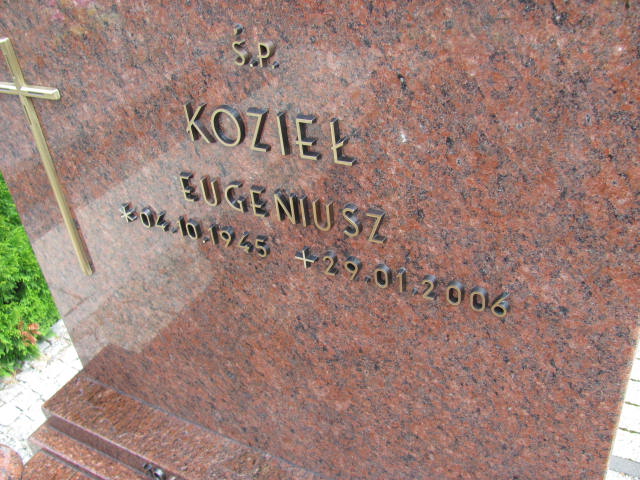 Ś.P.
KOZIEŁ
EUGENIUSZ
*04.10.1945 +29.01.2006